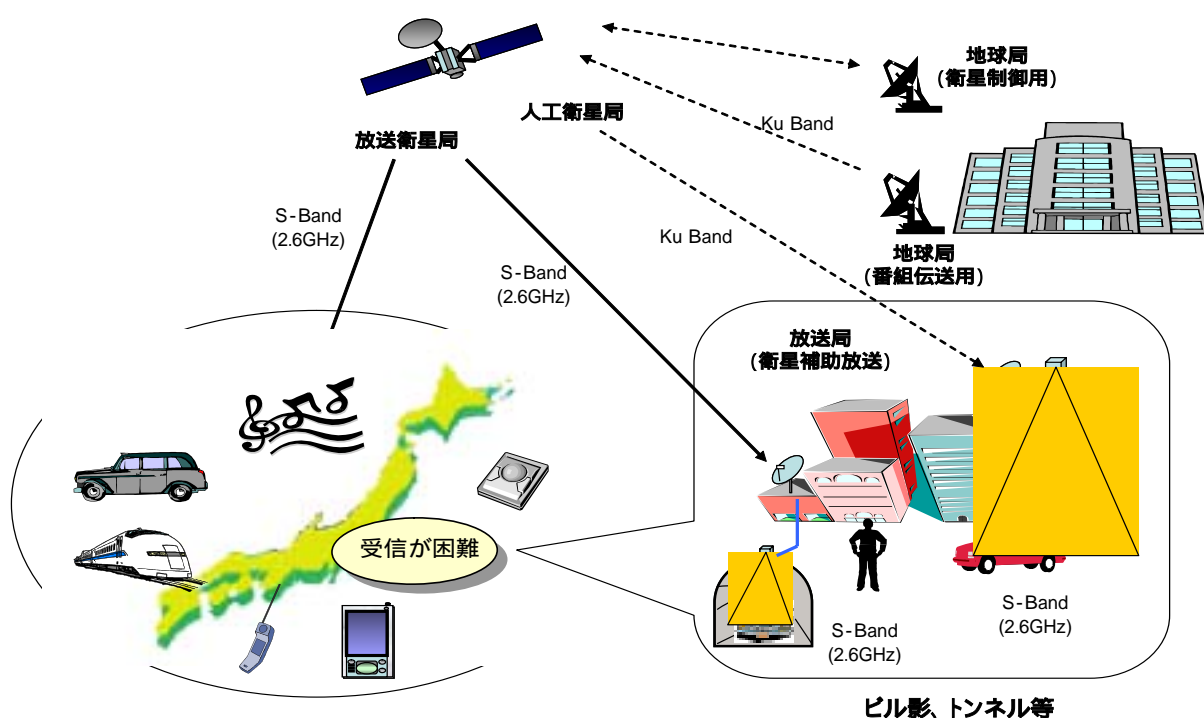 地球局
(衛星制御用)
人工衛星局
Ku Band
放送衛星局
S-Band
(2.6GHz)
Ku Band
地球局
(番組伝送用)
S-Band
(2.6GHz)
放送局
(衛星補助放送)
受信が困難
S-Band
(2.6GHz)
S-Band
(2.6GHz)
ビル影、トンネル等